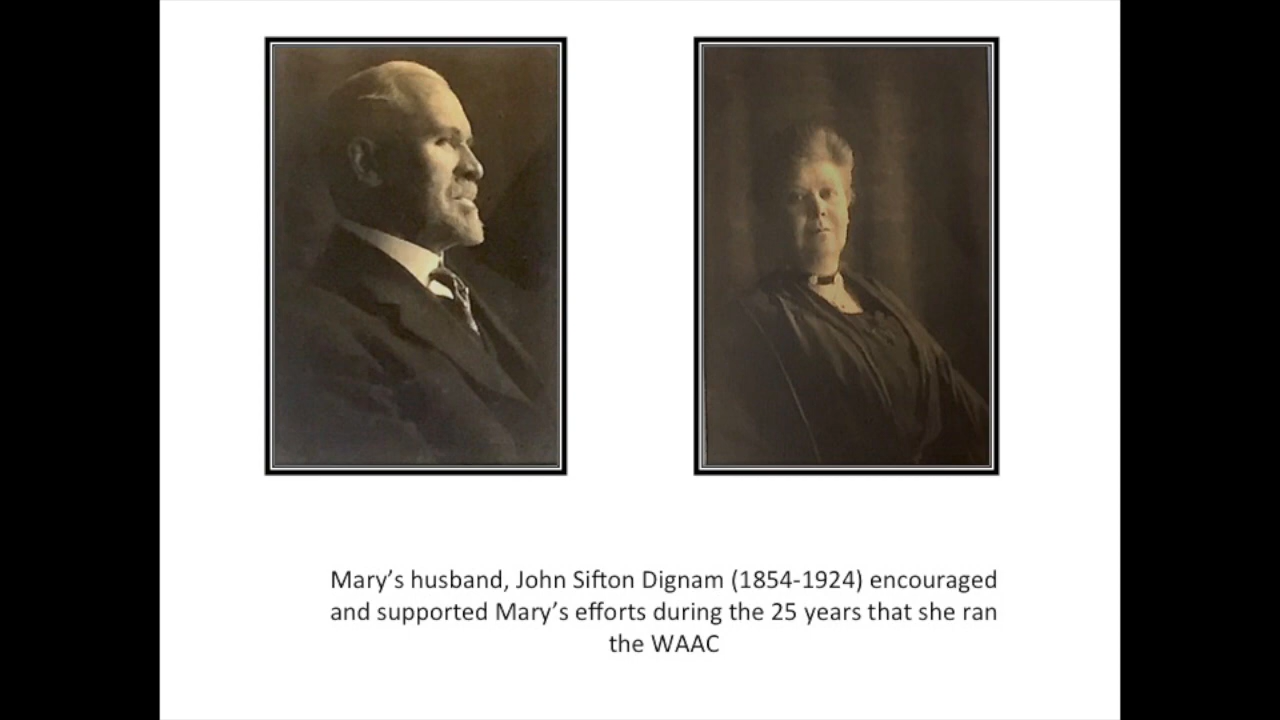 Mary’s husband, John Sifton Dignam (1854-1924) encouraged
and supported Mary’s efforts during the 25 years that she ran
the WAAC